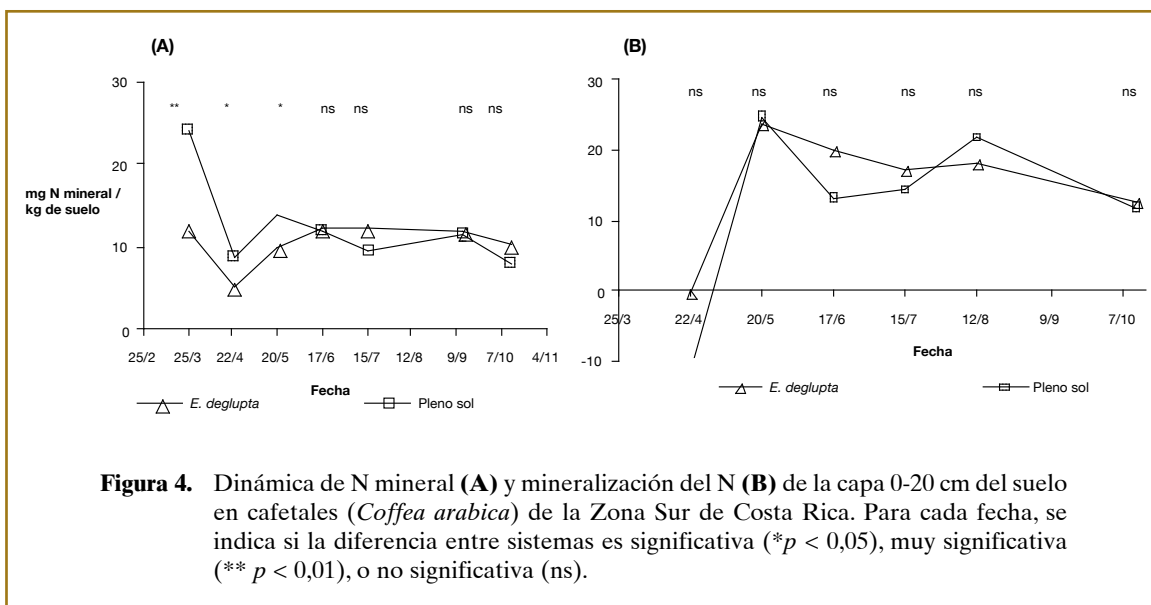 (A)
30
** * * ns ns ns ns
20
mg N mineral /
kg de suelo
10
0
25/2 25/3 22/4 20/5 17/6 15/7 12/8 9/9 7/10 4/11
Fecha
E. deglupta Pleno sol
(B)
30
ns ns ns ns ns ns
20
10
0
25/3 22/4 20/5 17/6 15/7 12/8 9/9 7/10
Fecha
-10
E. deglupta Pleno sol
Figura 4. Dinámica de N mineral (A) y mineralización del N (B) de la capa 0-20 cm del suelo
en cafetales (Coffea arabica) de la Zona Sur de Costa Rica. Para cada fecha, se
indica si la diferencia entre sistemas es significativa (*p < 0,05), muy significativa
(** p < 0,01), o no significativa (ns).